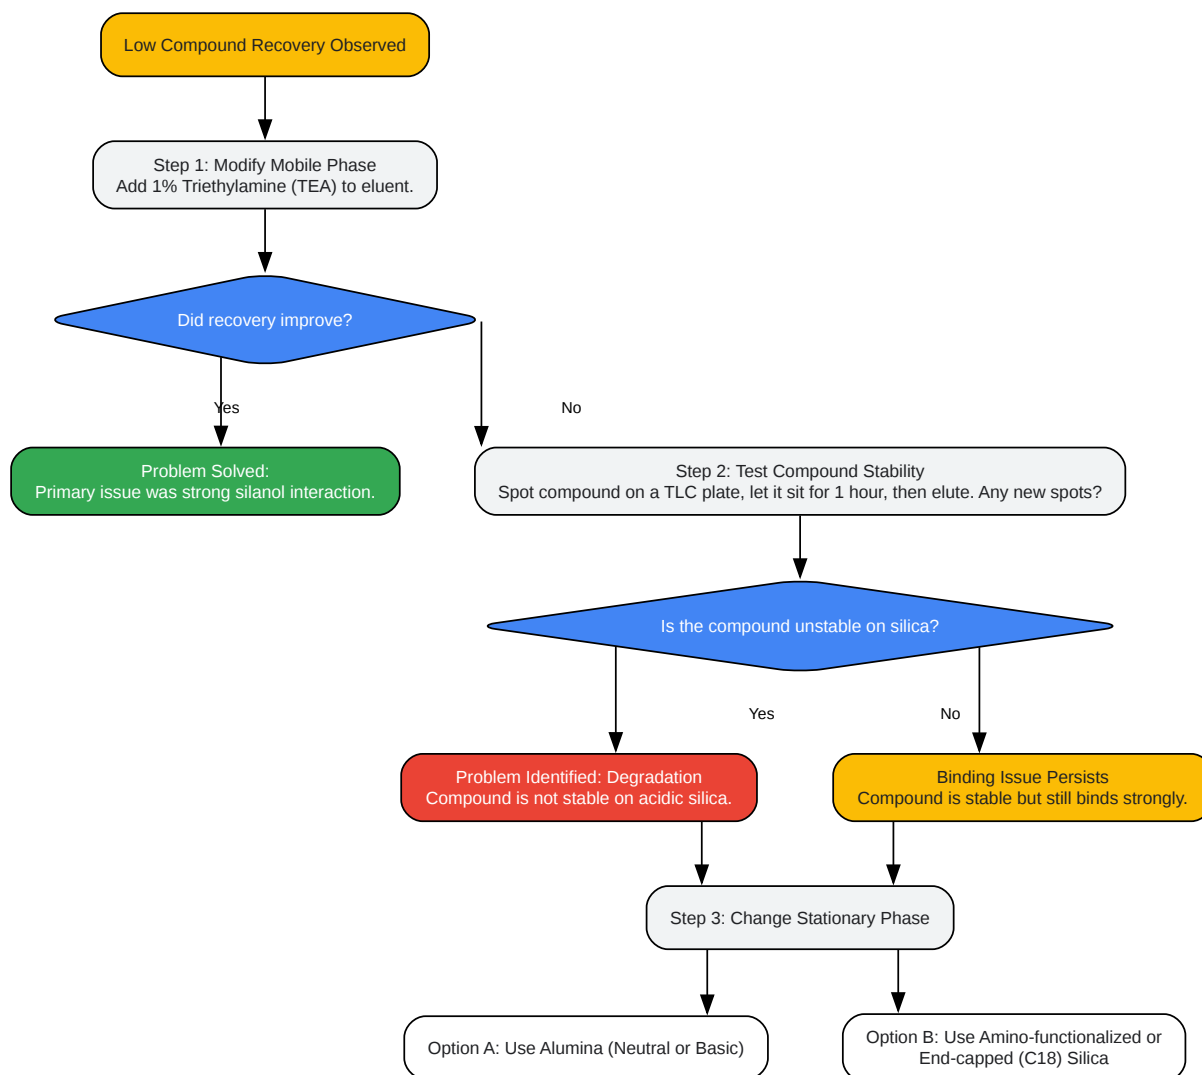 Low Compound Recovery Observed
Step 1: Modify Mobile Phase
Add 1% Triethylamine (TEA) to eluent.
Did recovery improve?
Yes
No
Problem Solved:
Primary issue was strong silanol interaction.
Step 2: Test Compound Stability
Spot compound on a TLC plate, let it sit for 1 hour, then elute. Any new spots?
Is the compound unstable on silica?
Yes
No
Problem Identified: Degradation
Compound is not stable on acidic silica.
Binding Issue Persists
Compound is stable but still binds strongly.
Step 3: Change Stationary Phase
Option A: Use Alumina (Neutral or Basic)
Option B: Use Amino-functionalized or
End-capped (C18) Silica